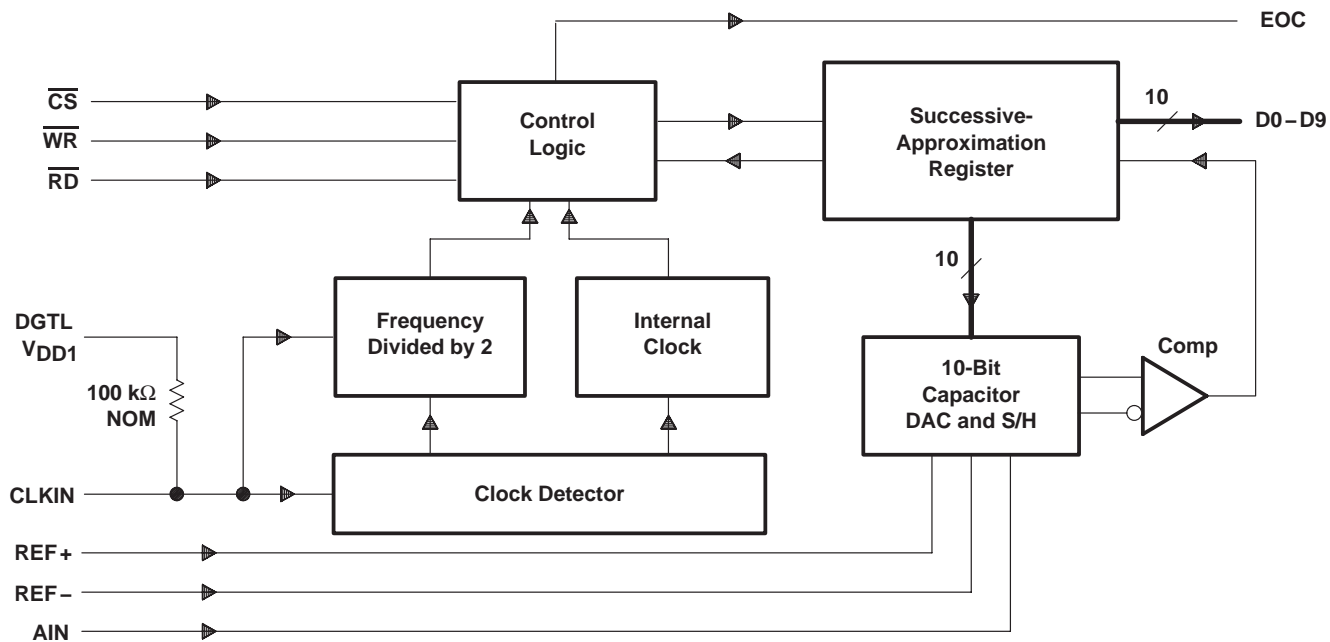 EOC
CS
WR
RD
Control
Logic
Successive-
Approximation
Register
10
D0–D9
10
DGTL
VDD1
100 kΩ
NOM
Frequency
Divided by 2
Internal
Clock
10-Bit
Capacitor
DAC and S/H
Comp
CLKIN
Clock Detector
REF+
REF–
AIN